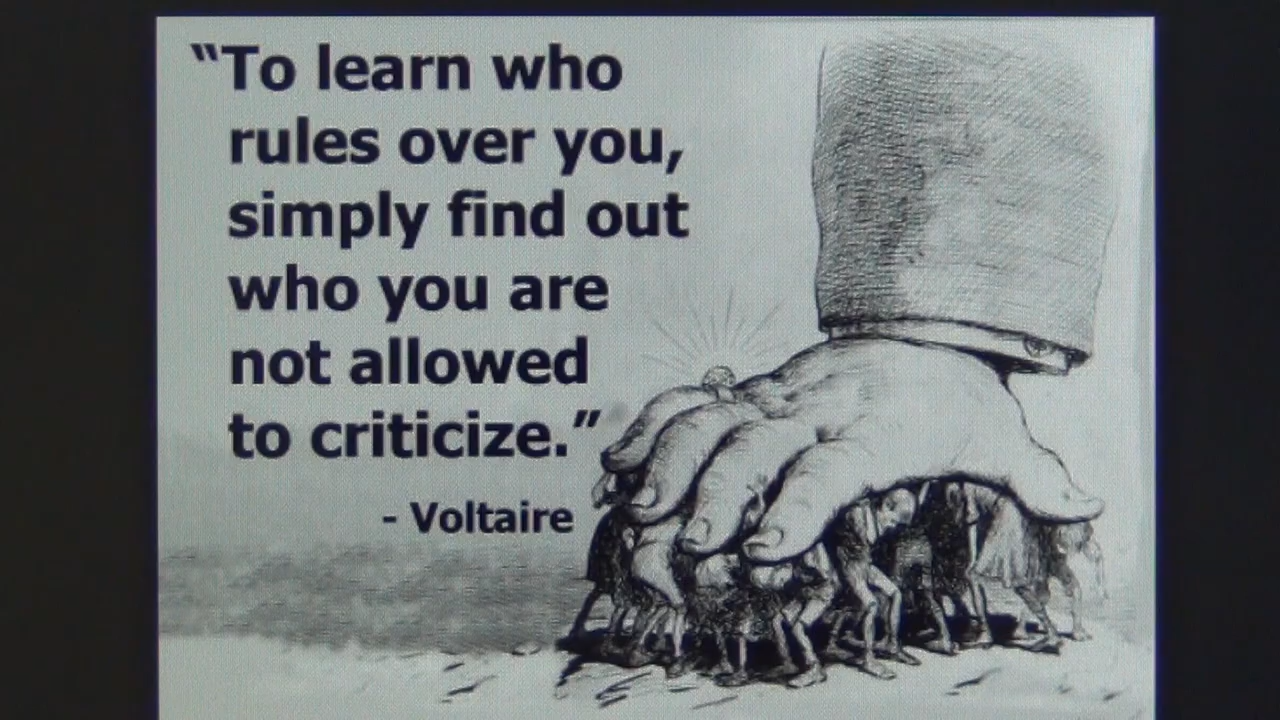 “To learn who
rules over you,
simply find out
who you are
not allowed
to criticize.”
- Voltaire